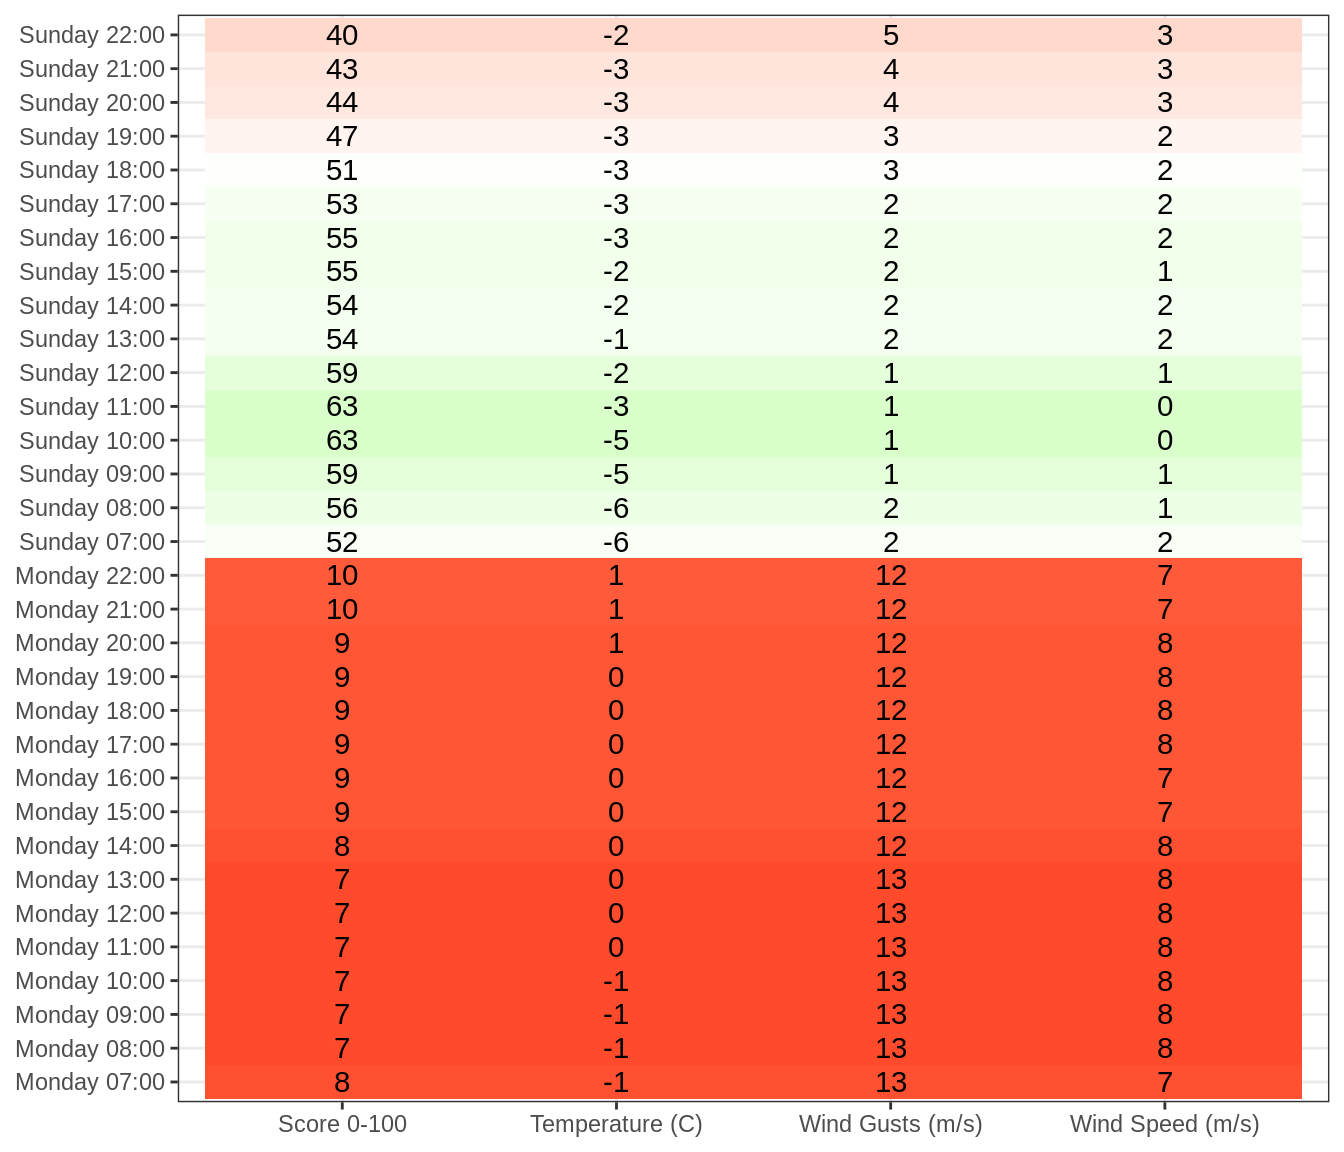 Sunday 22:00 40 -2 5 3
Sunday 21:00 43 -3 4 3
Sunday 20:00 44 -3 4 3
Sunday 19:00 47 -3 3 2
Sunday 18:00 51 -3 3 2
Sunday 17:00 53 -3 2 2
Sunday 16:00 55 -3 2 2
Sunday 15:00 55 -2 2 1
Sunday 14:00 54 -2 2 2
Sunday 13:00 54 -1 2 2
Sunday 12:00 59 -2 1 1
Sunday 11:00 63 -3 1 0
Sunday 10:00 63 -5 1 0
Sunday 09:00 59 -5 1 1
Sunday 08:00 56 -6 2 1
Sunday 07:00 52 -6 2 2
Monday 22:00 10 1 12 7
Monday 21:00 10 1 12 7
Monday 20:00 9 1 12 8
Monday 19:00 9 0 12 8
Monday 18:00 9 0 12 8
Monday 17:00 9 0 12 8
Monday 16:00 9 0 12 7
Monday 15:00 9 0 12 7
Monday 14:00 8 0 12 8
Monday 13:00 7 0 13 8
Monday 12:00 7 0 13 8
Monday 11:00 7 0 13 8
Monday 10:00 7 -1 13 8
Monday 09:00 7 -1 13 8
Monday 08:00 7 -1 13 8
Monday 07:00 8 -1 13 7
Score 0-100 Temperature (C) Wind Gusts (m/s) Wind Speed (m/s)